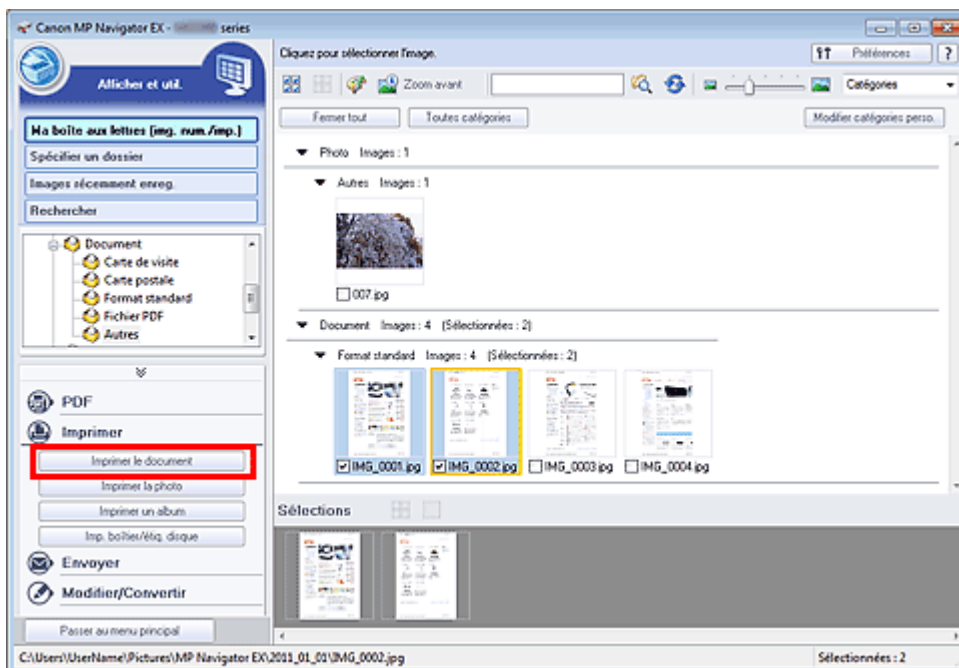 Canon MP Navigator EX - series
Afficher et util.
Ma boîte aux lettres (img. num./imp.)
Spécifier un dossier
Images récemment enreg.
Rechercher
Document
Carte de visite
Carte postale
Format standard
Fichier PDF
Autres
PDF
Imprimer
Imprimer le document
Imprimer la photo
Imprimer un album
Imp. boîtier/étiq. disque
Envoyer
Modifier/Convertir
Passer au menu principal
Cliquez pour sélectionner l'image.
Préférences
?
Zoom avant
Catégories
Fermer tout
Toutes catégories
Modifier catégories perso.
Photo Images : 1
Autres Images : 1
007.jpg
Document Images : 4 (Sélectionnées : 2)
Format standard Images : 4 (Sélectionnées : 2)
IMG_0001.jpg IMG_0002.jpg IMG_0003.jpg IMG_0004.jpg
Sélections
C:\Users\UserName\Pictures\MP Navigator EX\2011_01_01\IMG_0002.jpg
Sélectionnées : 2